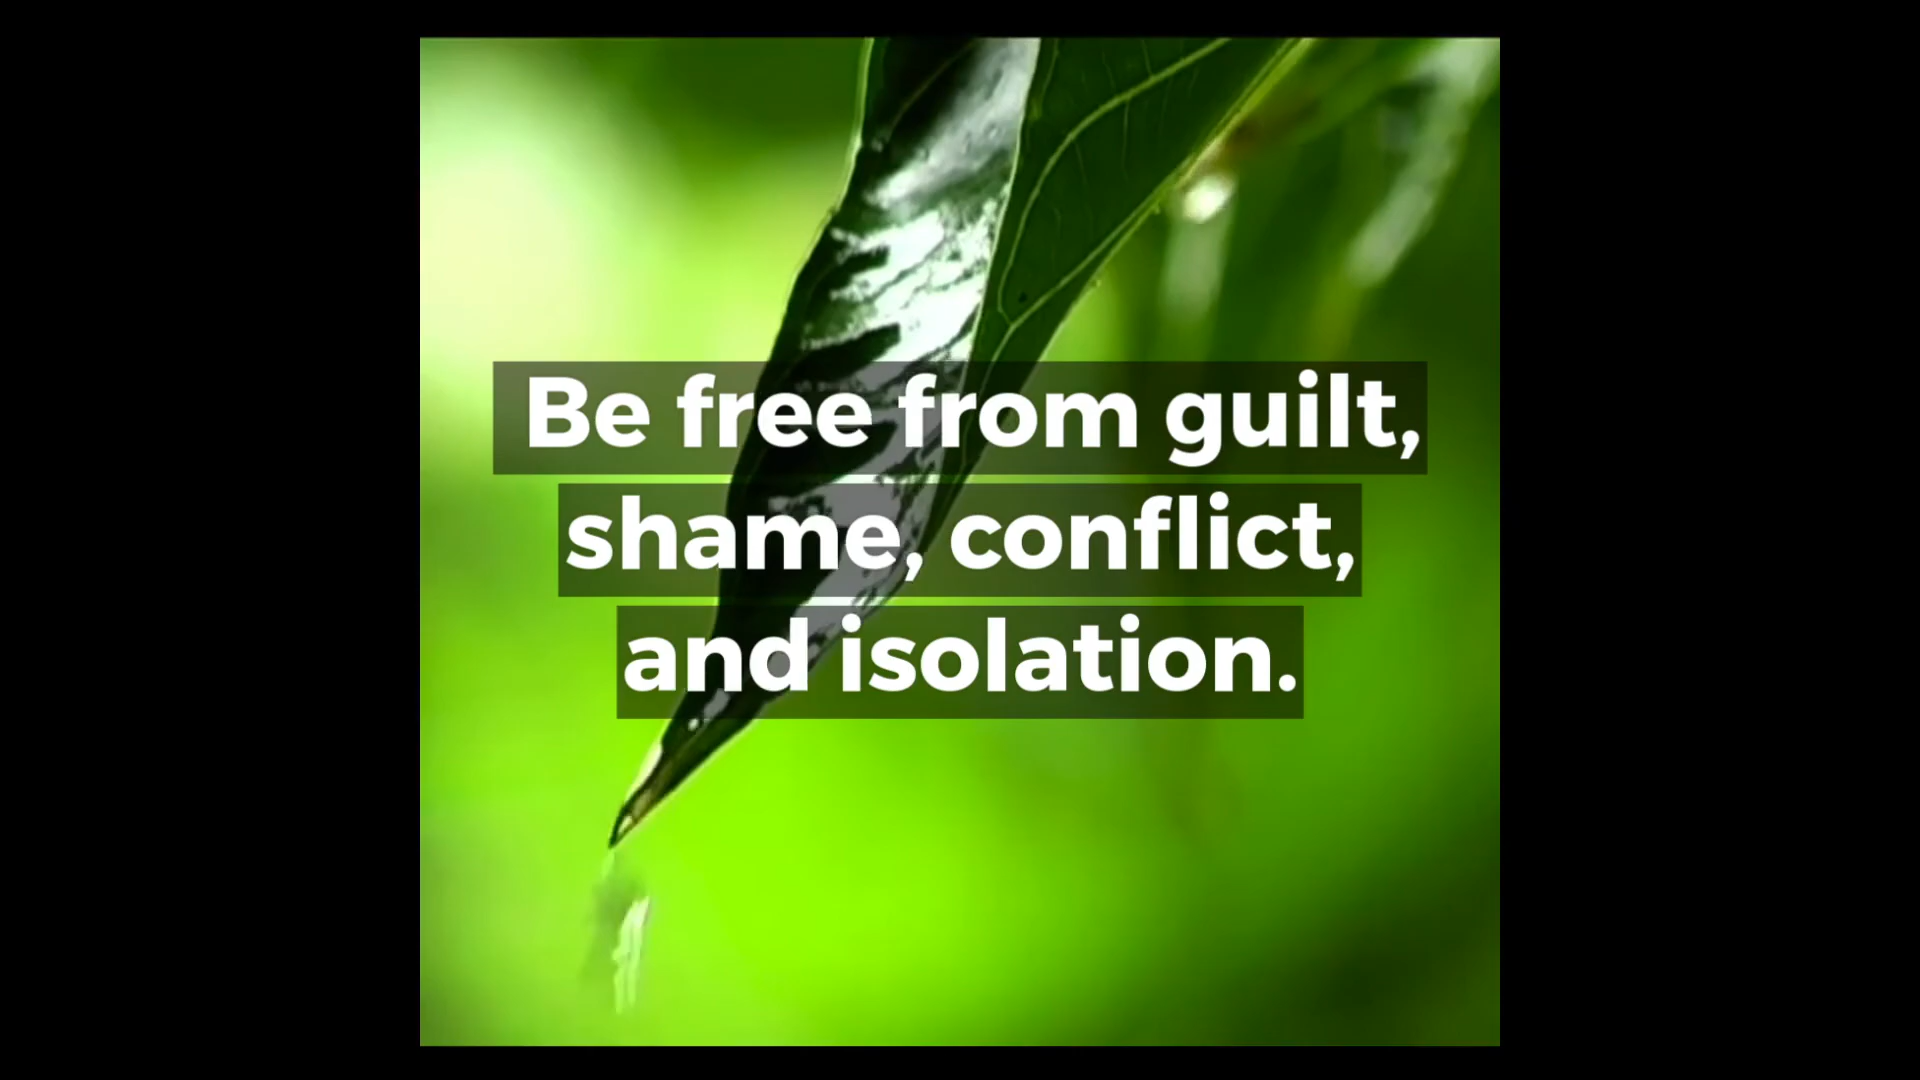 Be free from guilt,
shame, conflict,
and isolation.